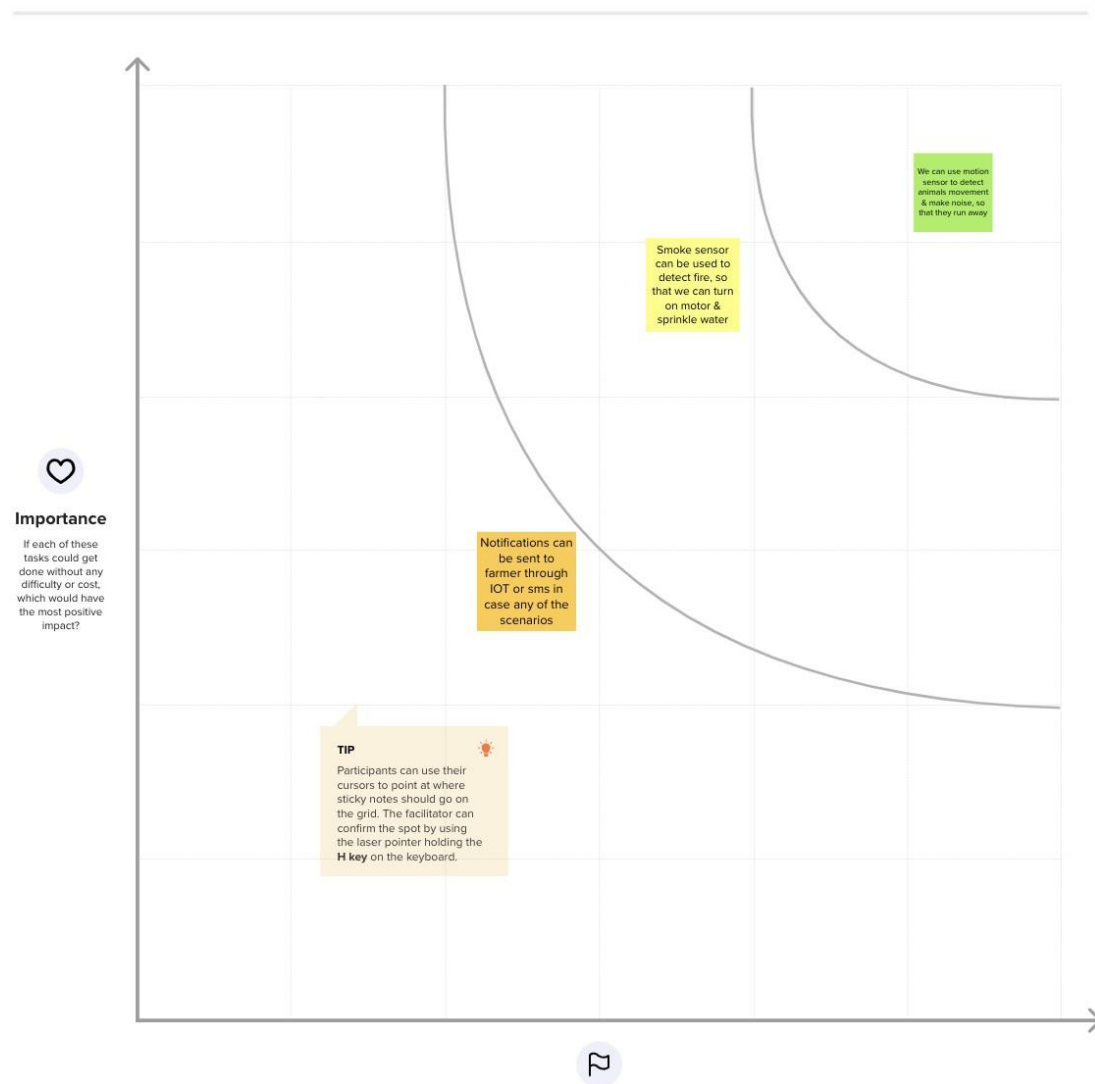 We can use motion
sensor to detect
animals movement
& make noise, so
that they run away
Smoke sensor
can be used to
detect fire, so
that we can turn
on motor &
sprinkle water
Importance
If each of these
tasks could get
done without any
difficulty or cost,
which would have
the most positive
impact?
Notifications can
be sent to
farmer through
IOT or sms in
case any of the
scenarios
TIP
Participants can use their
cursors to point at where
sticky notes should go on
the grid. The facilitator can
confirm the spot by using
the laser pointer holding the
H key on the keyboard.